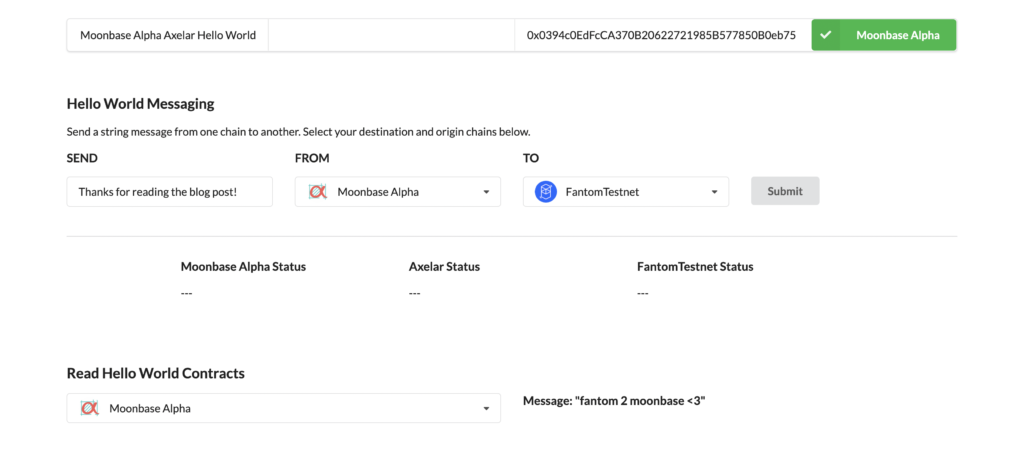 Moonbase Alpha Axelar Hello World
0x0394c0EdFcCA370B20622721985B577850B0eb75
Moonbase Alpha
Hello World Messaging
Send a string message from one chain to another. Select your destination and origin chains below.
SEND FROM TO
Thanks for reading the blog post! Moonbase Alpha FantomTestnet Submit
Moonbase Alpha Status Axelar Status FantomTestnet Status
--- --- ---
Read Hello World Contracts
Moonbase Alpha
Message: "fantom 2 moonbase <3"